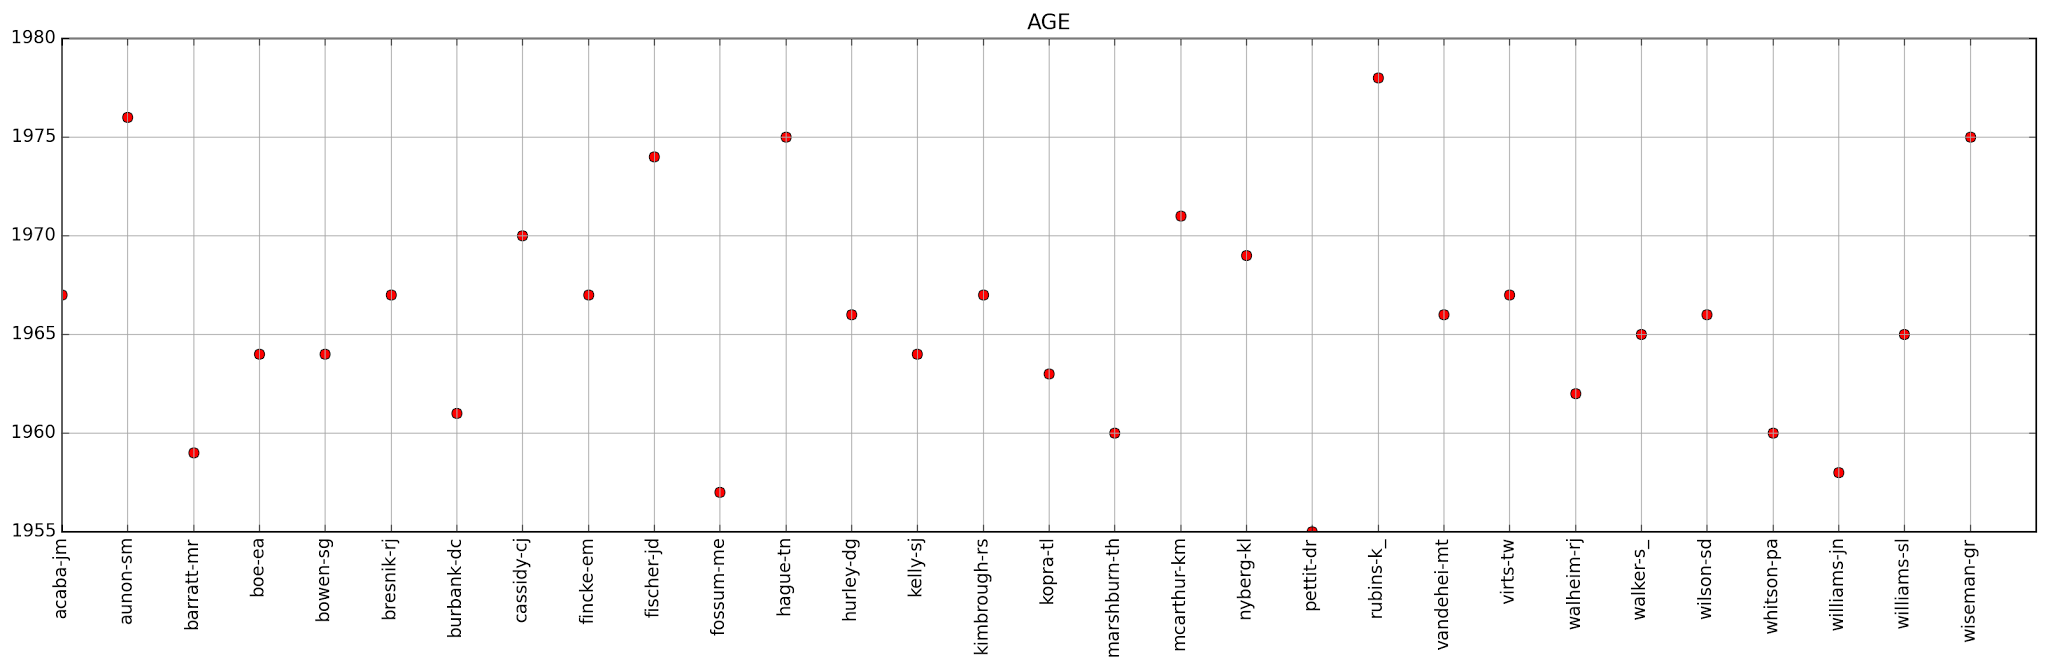 AGE
1980
1975
1970
1965
1960
1955
acaba-jm
aunon-sm
barratt-mr
boe-ea
bowen-sg
bresnik-rj
burbank-dc
cassidy-cj
fincke-em
fischer-jd
fossum-me
hague-tn
hurley-dg
kelly-sj
kimbrough-rs
kopra-tl
marshburn-th
mcarthur-km
nyberg-kl
pettit-dr
rubins-k_
vandehei-mt
virts-tw
walheim-rj
walker-s_
wilson-sd
whitson-pa
williams-jn
williams-sl
wiseman-gr